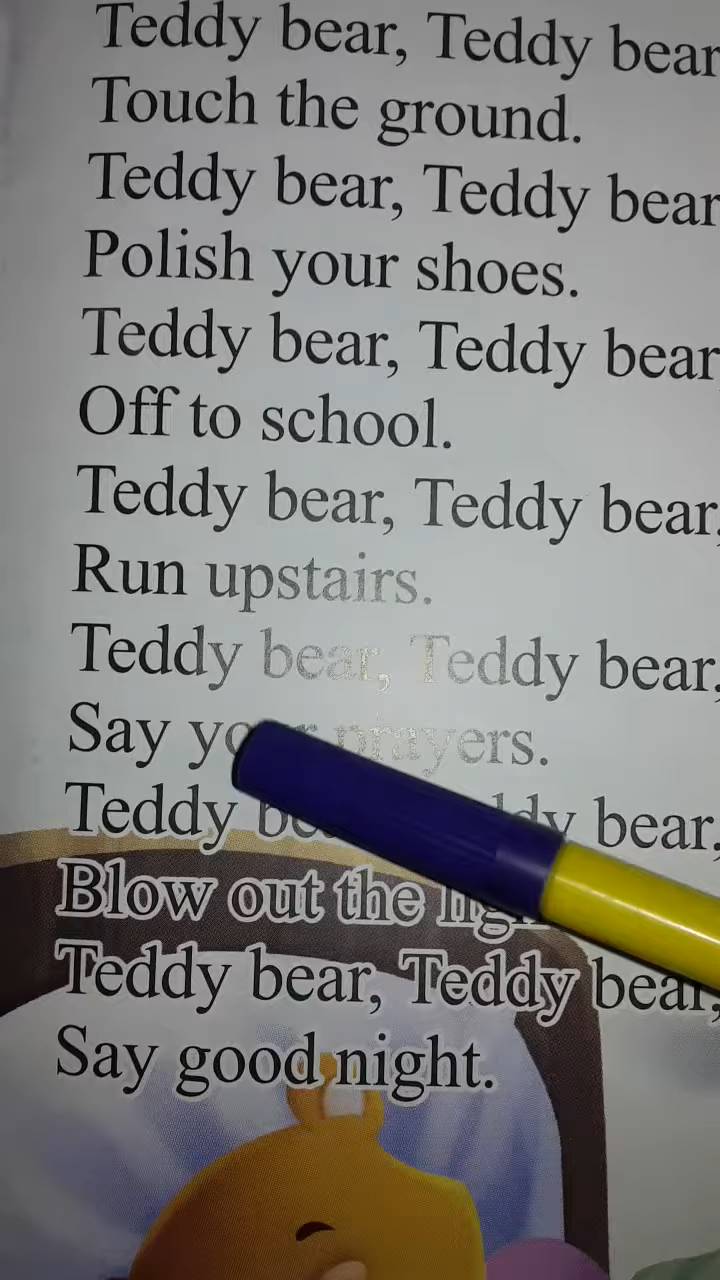 Teddy bear, Teddy bear
Touch the ground.
Teddy bear, Teddy bear
Polish your shoes.
Teddy bear, Teddy bear
Off to school.
Teddy bear, Teddy bear,
Run upstairs.
Teddy bear, Teddy bear,
Say your prayers.
Teddy bear,
Blow out the
Teddy bear, Teddy bear,
Say good night.